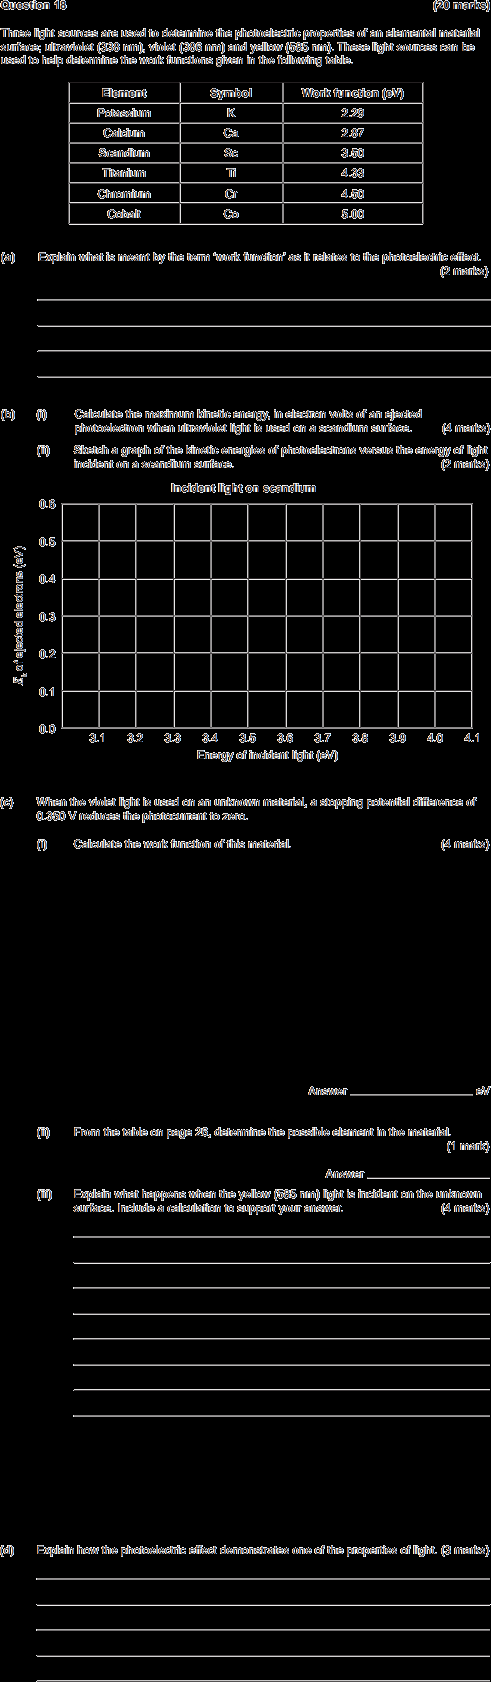 Question 18 (20 marks)
Three light sources are used to determine the photoelectric properties of an elemental material
surface; ultraviolet nm), violet nm) and yellow nm). These light sources can be
used to help determine the work functions given in the following table.
Element Symbol Work function (eV)
Potassium K 2.29
Calcium Ca 2.87
Scandium Sc 3.50
Titanium Ti 4.33
Chromium Cr 4.50
Cobalt Co 5.00
(a) Explain what is meant by the term 'work function' as it relates to the photoelectric effect.
(2 marks)
(b) (i) Calculate the maximum kinetic energy, in electron volts of an ejected
photoelectron when ultraviolet light is used on a scandium surface. (4 marks)
(ii) Sketch a graph of the kinetic energies of photoelectrons versus the energy of light
incident on a scandium surface. (2 marks)
Incident light on scandium
0.6
0.5
0.4
0.3
0.2
0.1
0.0
Ek of ejected electrons (eV)
3.1 3.2 3.3 3.4 3.5 3.6 3.7 3.8 3.9 4.0 4.1
Energy of incident light (eV)
(c) When the violet light is used on an unknown material, a stopping potential difference of
V reduces the photocurrent to zero.
(i) Calculate the work function of this material. (4 marks)
Answer eV
(ii) From the table on page, determine the possible element in the material.
(1 mark)
Answer
(iii) Explain what happens when the yellow nm) light is incident on the unknown
surface. Include a calculation to support your answer. (4 marks)
(d) Explain how the photoelectric effect demonstrates one of the properties of light. (3 marks)